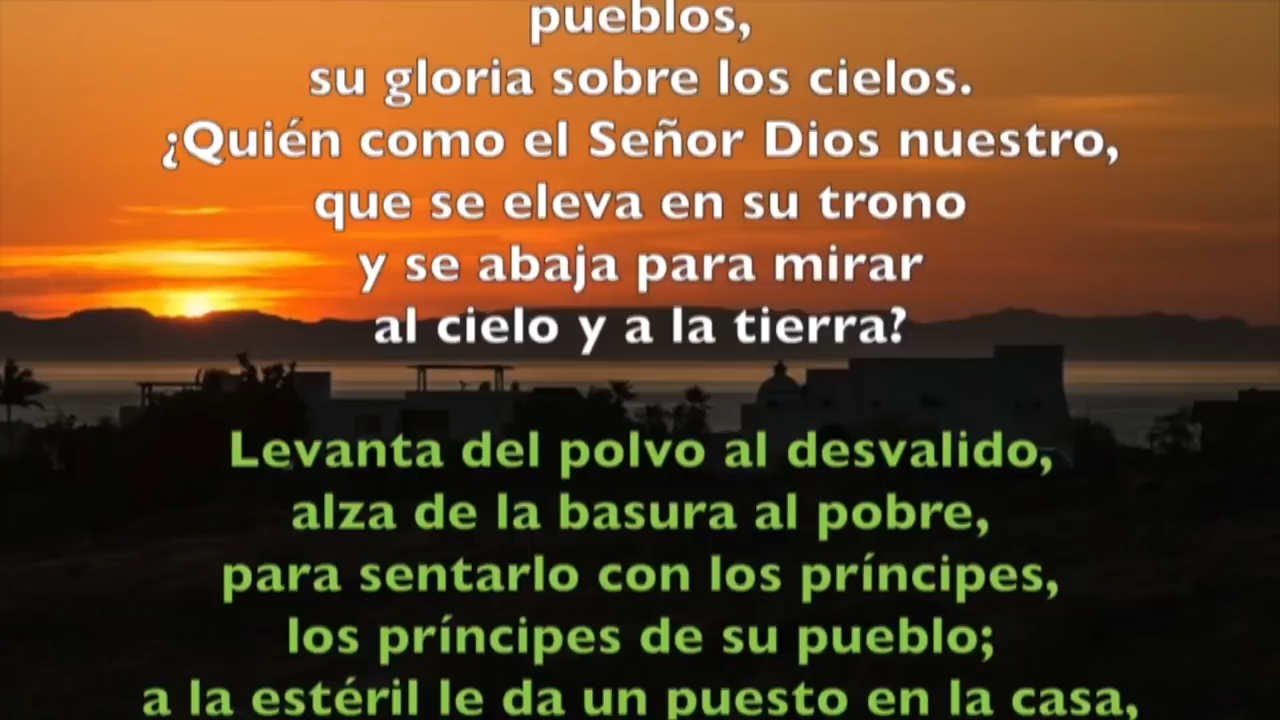 pueblos,
su gloria sobre los cielos.
¿Quién como el Señor Dios nuestro,
que se eleva en su trono
y se abaja para mirar
al cielo y a la tierra?
Levanta del polvo al desvalido,
alza de la basura al pobre,
para sentarlo con los príncipes,
los príncipes de su pueblo;
a la estéril le da un puesto en la casa,